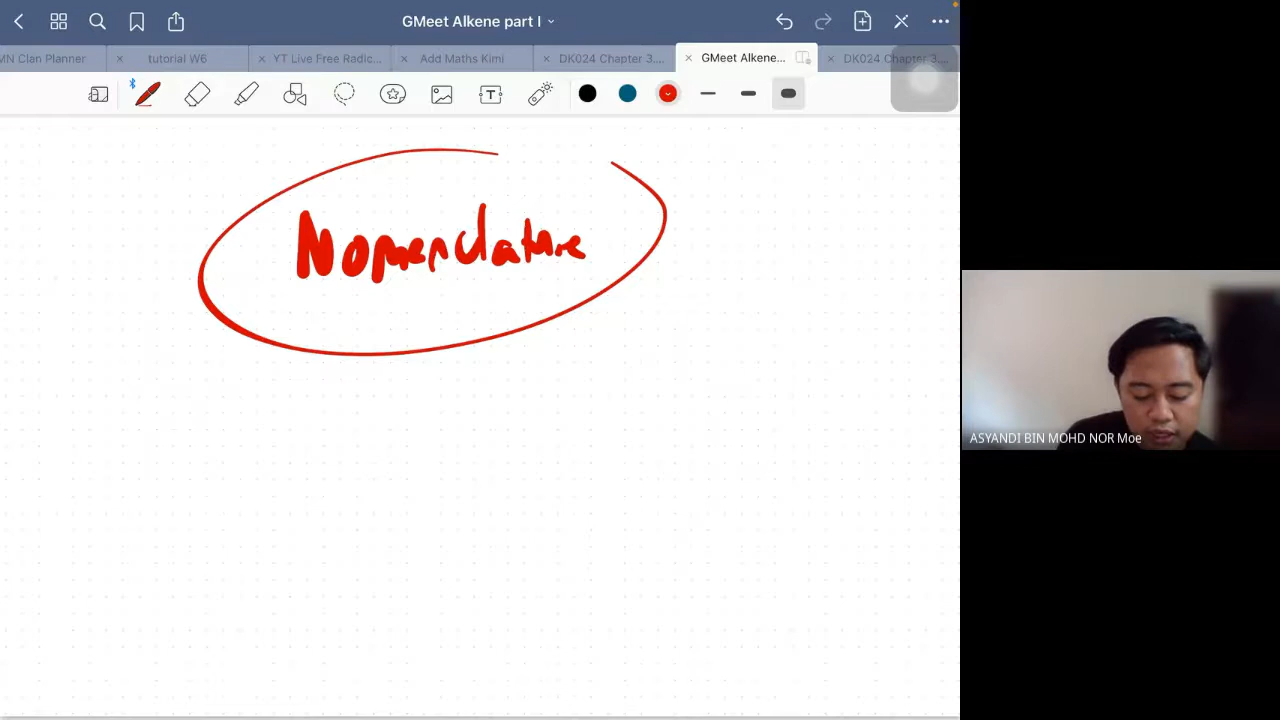 GMeet Alkene part I
MN Clan Planner
tutorial W6
YT Live Free Radic...
Add Maths Kimi
DK024 Chapter 3....
GMeet Alkene...
DK024 Chapter 3....
T
Nomenclature
ASYANDI BIN MOHD NOR Moe